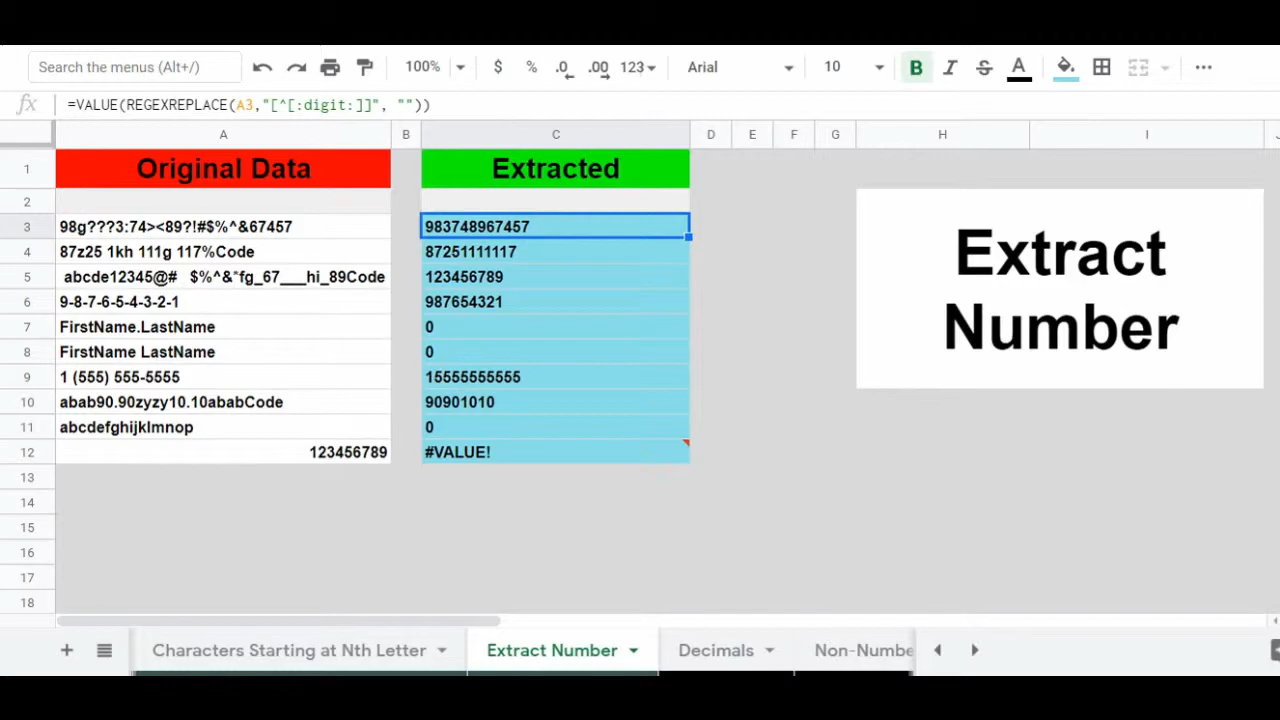 Search the menus (Alt+/) 100% $ % .0 .00 123 Arial 10 B I S A
fx =VALUE(REGEXREPLACE(A3,"[^[:digit:]]", ""))
A B C D E F G H I
1 Original Data Extracted
2
3 98g???3:74><89?!#$%^&67457 983748967457
4 87z25 1kh 111g 117%Code 87251111117
5 abcde12345@# $%^&*fg_67___hi_89Code 123456789
6 9-8-7-6-5-4-3-2-1 987654321
7 FirstName.LastName 0
8 FirstName LastName 0
9 1 (555) 555-5555 15555555555
10 abab90.90zyzy10.10ababCode 90901010
11 abcdefghijklmnop 0
12 123456789 #VALUE!
13
14
15
16
17
18
Extract
Number
Characters Starting at Nth Letter Extract Number Decimals Non-Numbe